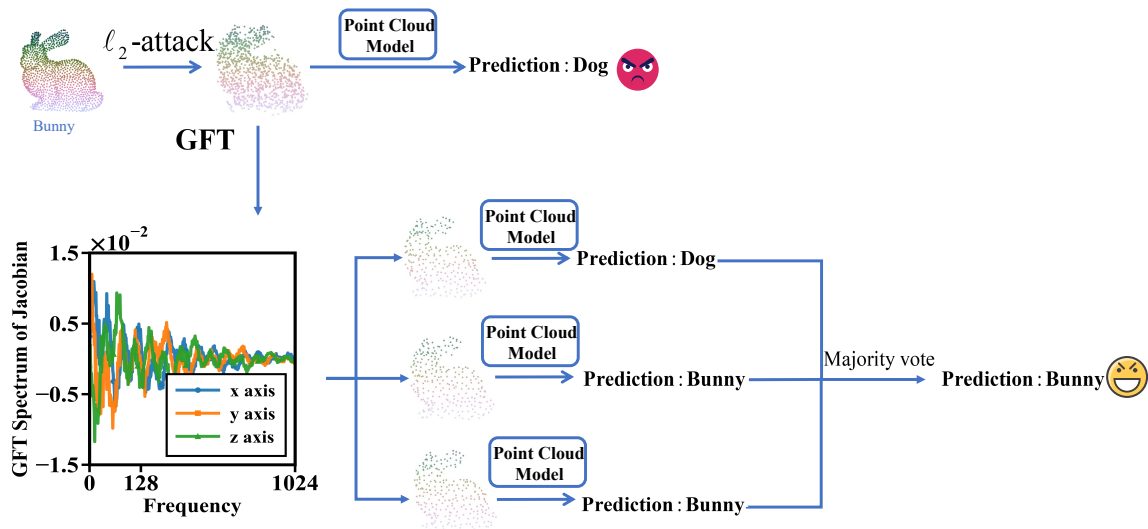 ℓ₂-attack
Point Cloud
Model
Prediction : Dog
Bunny
GFT
×10⁻²
1.5
0.5
−0.5
−1.5
GFT Spectrum of Jacobian
x axis
y axis
z axis
0 128 1024
Frequency
Point Cloud
Model
Prediction : Dog
Point Cloud
Model
Prediction : Bunny
Point Cloud
Model
Prediction : Bunny
Majority vote
Prediction : Bunny